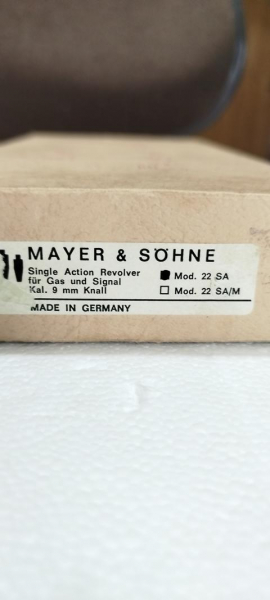 MAYER & SÖHNE
Single Action Revolver
für Gas und Signal
Kal. 9 mm Knall
Mod. 22 SA
Mod. 22 SA/M
MADE IN GERMANY